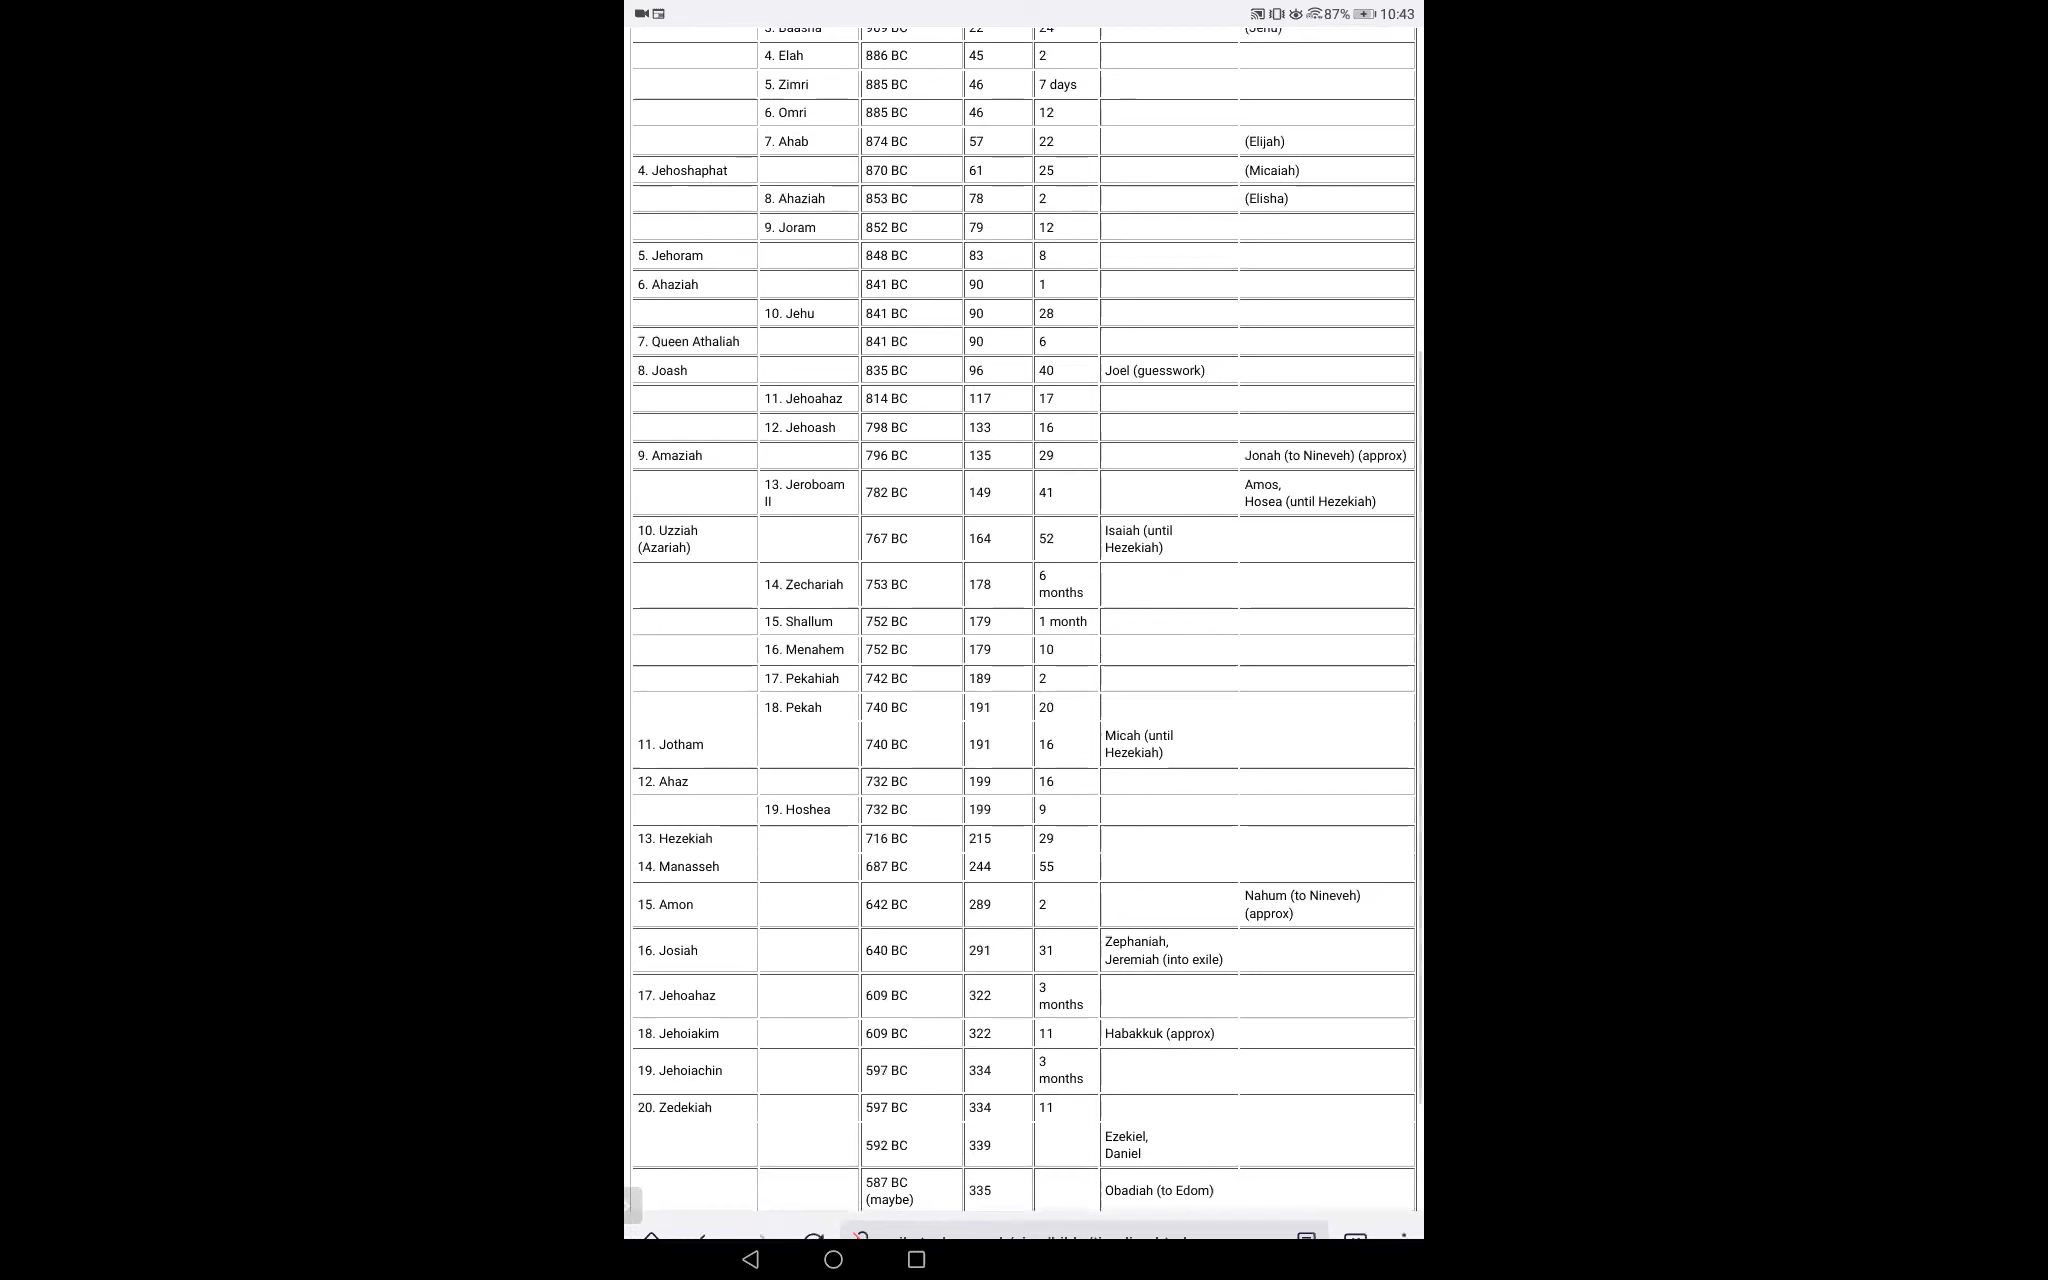 87% 10:43
3. Baasha 909 BC 22 24 (Jehu)
4. Elah 886 BC 45 2
5. Zimri 885 BC 46 7 days
6. Omri 885 BC 46 12
7. Ahab 874 BC 57 22 (Elijah)
4. Jehoshaphat 870 BC 61 25 (Micaiah)
8. Ahaziah 853 BC 78 2 (Elisha)
9. Joram 852 BC 79 12
5. Jehoram 848 BC 83 8
6. Ahaziah 841 BC 90 1
10. Jehu 841 BC 90 28
7. Queen Athaliah 841 BC 90 6
8. Joash 835 BC 96 40 Joel (guesswork)
11. Jehoahaz 814 BC 117 17
12. Jehoash 798 BC 133 16
9. Amaziah 796 BC 135 29 Jonah (to Nineveh) (approx)
13. Jeroboam
II 782 BC 149 41 Amos,
Hosea (until Hezekiah)
10. Uzziah
(Azariah) 767 BC 164 52 Isaiah (until
Hezekiah)
14. Zechariah 753 BC 178 6
months
15. Shallum 752 BC 179 1 month
16. Menahem 752 BC 179 10
17. Pekahiah 742 BC 189 2
18. Pekah 740 BC 191 20
11. Jotham 740 BC 191 16 Micah (until
Hezekiah)
12. Ahaz 732 BC 199 16
19. Hoshea 732 BC 199 9
13. Hezekiah 716 BC 215 29
14. Manasseh 687 BC 244 55
15. Amon 642 BC 289 2 Nahum (to Nineveh)
(approx)
16. Josiah 640 BC 291 31 Zephaniah,
Jeremiah (into exile)
17. Jehoahaz 609 BC 322 3
months
18. Jehoiakim 609 BC 322 11 Habakkuk (approx)
19. Jehoiachin 597 BC 334 3
months
20. Zedekiah 597 BC 334 11
592 BC 339 Ezekiel,
Daniel
587 BC
(maybe) 335 Obadiah (to Edom)